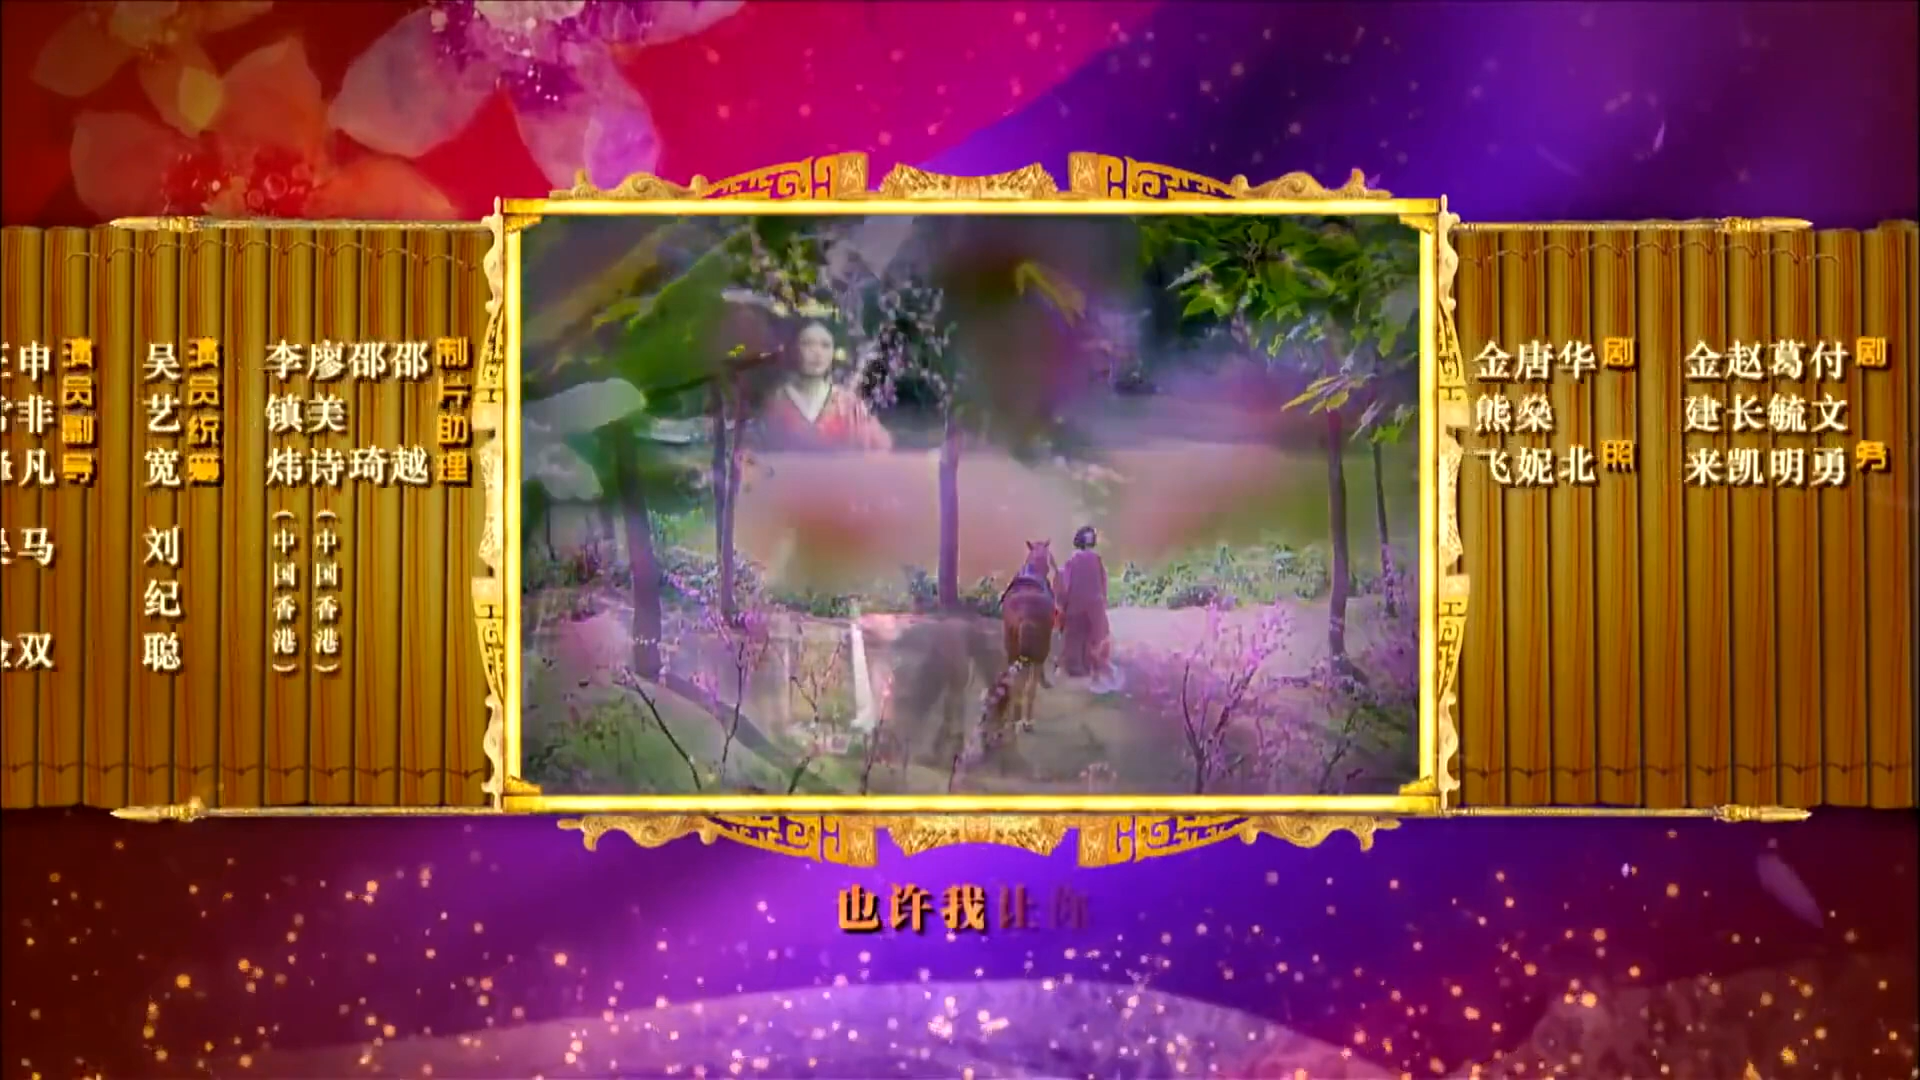 制片助理
邵越
邵琦
廖美诗（中国香港）
李镇炜（中国香港）
演员统筹
吴艺宽
刘纪聪
演员副导
申非凡
马
双
剧务
付文勇
葛毓明
赵长凯
金建来
剧照
华北
唐燊妮
金熊飞
也许我让你